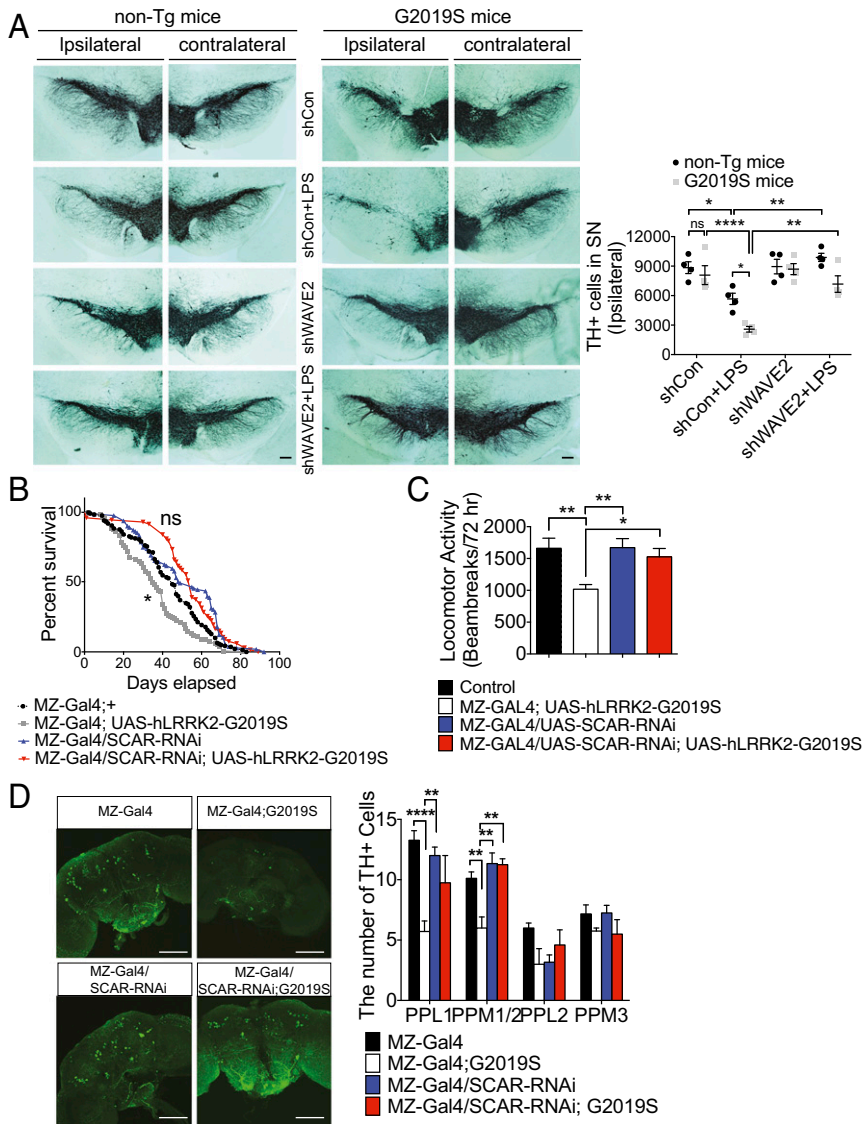 A
non-Tg mice
G2019S mice
Ipsilateral
contralateral
Ipsilateral
contralateral
shCon
shCon+LPS
shWAVE2
shWAVE2+LPS
non-Tg mice
G2019S mice
*
**
ns
****
**
*
TH+ cells in SN
(Ipsilateral)
12000
9000
6000
3000
0
shCon
shCon+LPS
shWAVE2
shWAVE2+LPS
B
Percent survival
100
50
ns
*
0
20
40
60
80
100
Days elapsed
MZ-Gal4;+
MZ-Gal4; UAS-hLRRK2-G2019S
MZ-Gal4/SCAR-RNAi
MZ-Gal4/SCAR-RNAi; UAS-hLRRK2-G2019S
C
Locomotor Activity
(Beambreaks/72 hr)
2000
1500
1000
500
0
**
**
*
Control
MZ-GAL4; UAS-hLRRK2-G2019S
MZ-GAL4/UAS-SCAR-RNAi
MZ-GAL4/UAS-SCAR-RNAi; UAS-hLRRK2-G2019S
D
MZ-Gal4
MZ-Gal4;G2019S
MZ-Gal4/
SCAR-RNAi
MZ-Gal4/
SCAR-RNAi;G2019S
The number of TH+ Cells
15
10
5
0
**
****
**
**
**
PPL1
PPM1/2
PPL2
PPM3
MZ-Gal4
MZ-Gal4;G2019S
MZ-Gal4/SCAR-RNAi
MZ-Gal4/SCAR-RNAi; G2019S